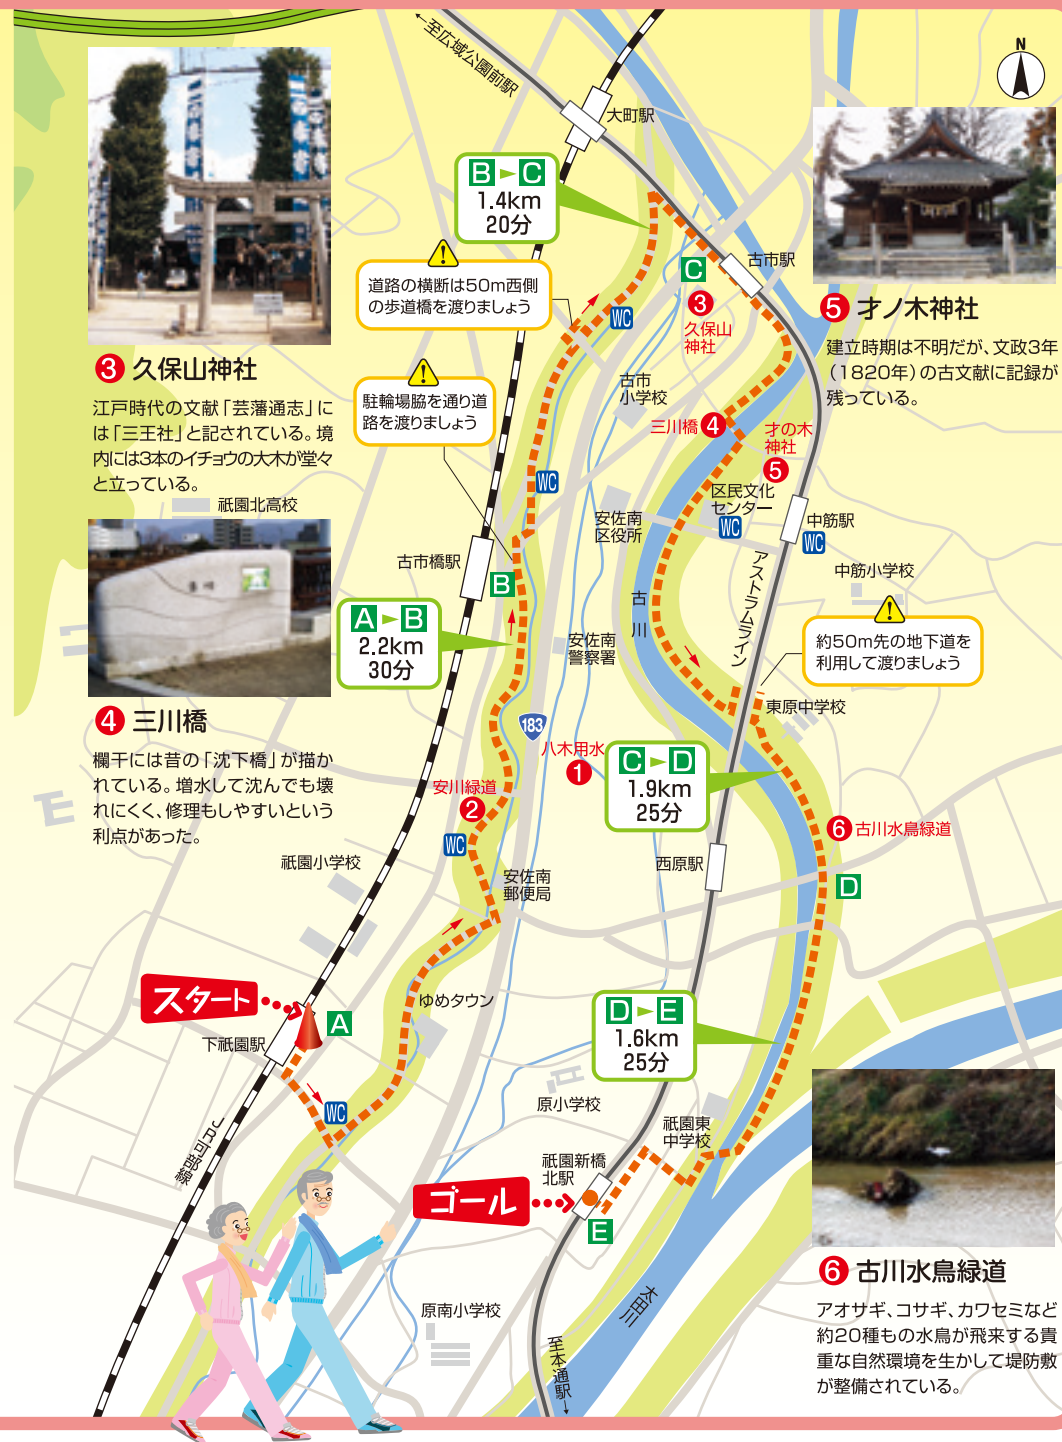 ←至広域公園前駅
N
大町駅
B▶C
1.4km
20分
道路の横断は50m西側
の歩道橋を渡りましょう
古市駅
C
3
久保山
神社
WC
5 才ノ木神社
建立時期は不明だが、文政3年
（1820年）の古文献に記録が
残っている。
3 久保山神社
江戸時代の文献「芸藩通志」に
は「三王社」と記されている。境
内には3本のイチョウの大木が堂々
と立っている。
駐輪場脇を通り道
路を渡りましょう
古市
小学校
三川橋 4
才の木
神社
5
祇園北高校
WC
安佐南
区役所
区民文化
センター
WC
中筋駅
WC
古市橋駅
B
アストラムライン
中筋小学校
A▶B
2.2km
30分
古川
安佐南
警察署
約50m先の地下道を
利用して渡りましょう
東原中学校
4 三川橋
欄干には昔の「沈下橋」が描か
れている。増水して沈んでも壊
れにくく、修理もしやすいという
利点があった。
183
八木用水
1
C▶D
1.9km
25分
安川緑道
2
WC
6 古川水鳥緑道
祇園小学校
安佐南
郵便局
西原駅
D
スタート
A
下祇園駅
ゆめタウン
D▶E
1.6km
25分
WC
JR可部線
原小学校
祇園東
中学校
祇園新橋
北駅
ゴール
E
太田川
原南小学校
至本通駅→
6 古川水鳥緑道
アオサギ、コサギ、カワセミなど
約20種もの水鳥が飛来する貴
重な自然環境を生かして堤防敷
が整備されている。